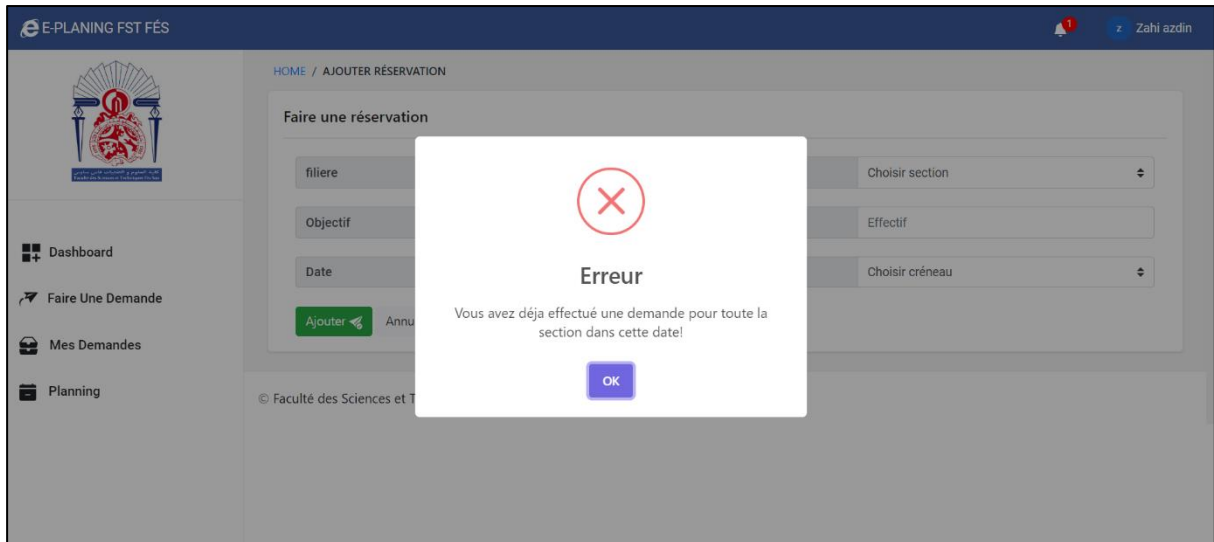 E-PLANING FST FÉS
1
z
Zahi azdin
HOME / AJOUTER RÉSERVATION
Faire une réservation
filiere
Choisir section
Objectif
Effectif
Date
Choisir créneau
Ajouter
Annu
Erreur
Vous avez déja effectué une demande pour toute la
section dans cette date!
OK
Dashboard
Faire Une Demande
Mes Demandes
Planning
© Faculté des Sciences et T